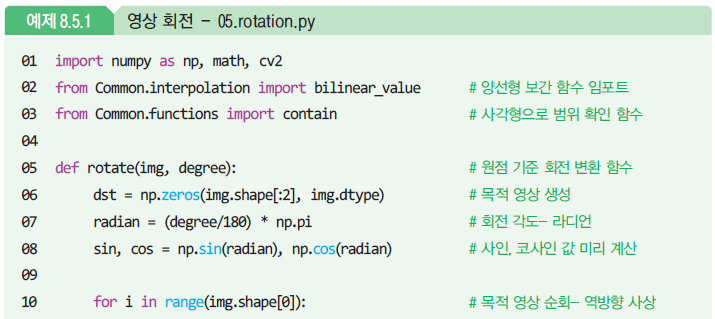 예제 8.5.1 영상 회전 - 05.rotation.py
01 import numpy as np, math, cv2
02 from Common.interpolation import bilinear_value # 양선형 보간 함수 임포트
03 from Common.functions import contain # 사각형으로 범위 확인 함수
04
05 def rotate(img, degree): # 원점 기준 회전 변환 함수
06 dst = np.zeros(img.shape[:2], img.dtype) # 목적 영상 생성
07 radian = (degree/180) * np.pi # 회전 각도- 라디언
08 sin, cos = np.sin(radian), np.cos(radian) # 사인, 코사인 값 미리 계산
09
10 for i in range(img.shape[0]): # 목적 영상 순회- 역방향 사상